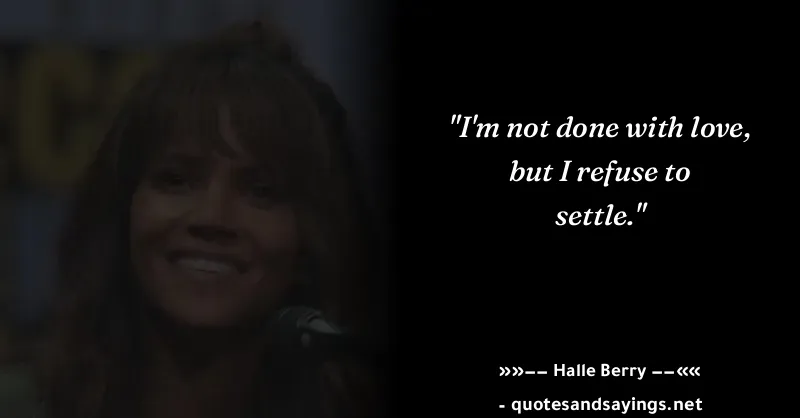 "I'm not done with love,
but I refuse to
settle."
»»―― Halle Berry ――««
- quotesandsayings.net